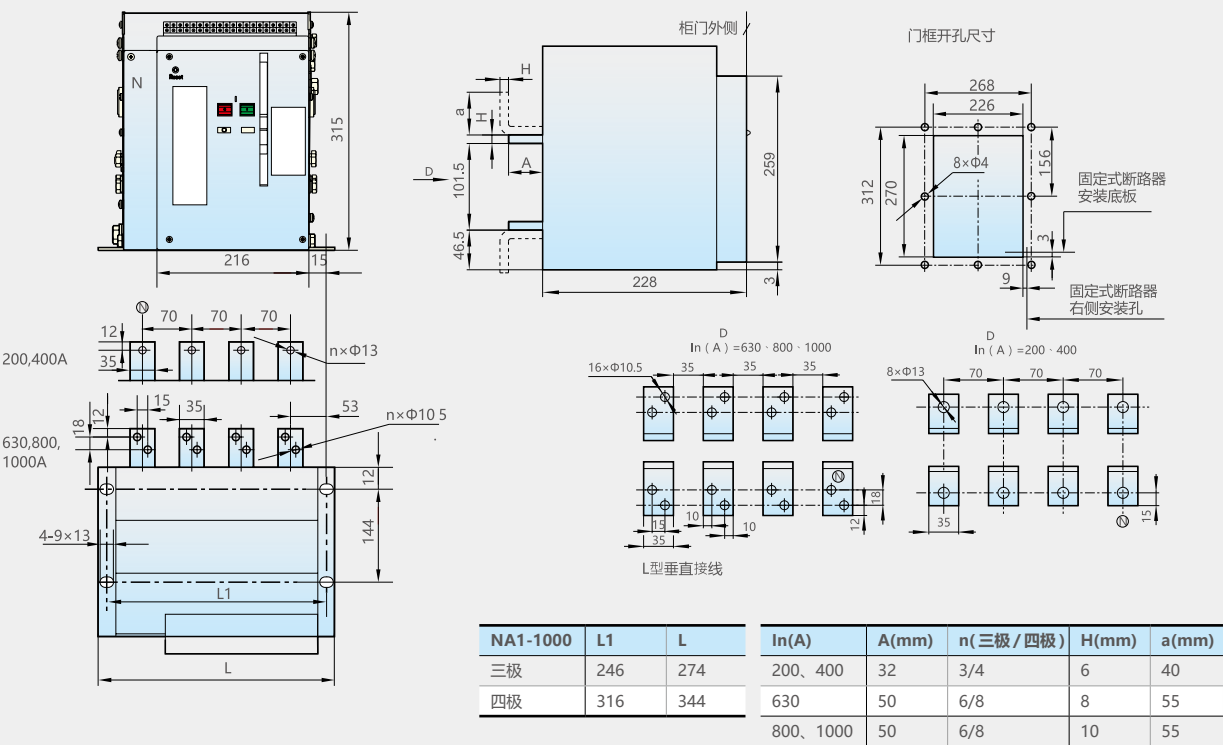 N
Reset
I
315
216
15
柜门外侧
H
a
H
A
D
101.5
46.5
259
228
3
门框开孔尺寸
268
226
8×Φ4
312
270
156
固定式断路器
安装底板
3
9
固定式断路器
右侧安装孔
N
70
70
70
12
35
n×Φ13
200,400A
15
35
53
n×Φ10 5
.
18
12
630,800,
1000A
12
144
4-9×13
L1
L
D
In（A）=630、800、1000
16×Φ10.5
35
35
35
N
18
12
10
10
15
35
L型垂直接线
D
In（A）=200、400
8×Φ13
70
70
70
35
15
N
NA1-1000 L1 L
三极 246 274
四极 316 344
In(A) A(mm) n(三极/四极) H(mm) a(mm)
200、400 32 3/4 6 40
630 50 6/8 8 55
800、1000 50 6/8 10 55